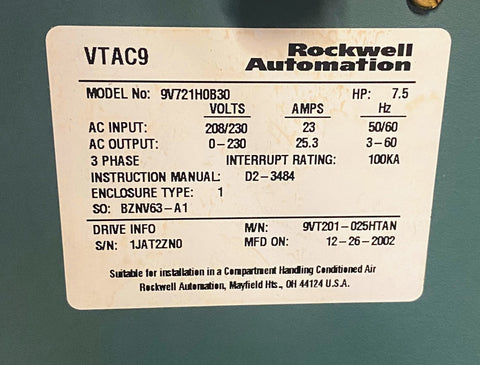 VTAC9
Rockwell
Automation
MODEL No: 9V721H0B30 HP: 7.5
VOLTS AMPS Hz
AC INPUT: 208/230 23 50/60
AC OUTPUT: 0-230 25.3 3-60
3 PHASE INTERRUPT RATING: 100KA
INSTRUCTION MANUAL: D2-3484
ENCLOSURE TYPE: 1
SO: BZNV63-A1
DRIVE INFO M/N: 9VT201-025HTAN
S/N: 1JAT2ZN0 MFD ON: 12-26-2002
Suitable for installation in a Compartment Handling Conditioned Air
Rockwell Automation, Mayfield Hts., OH 44124 U.S.A.